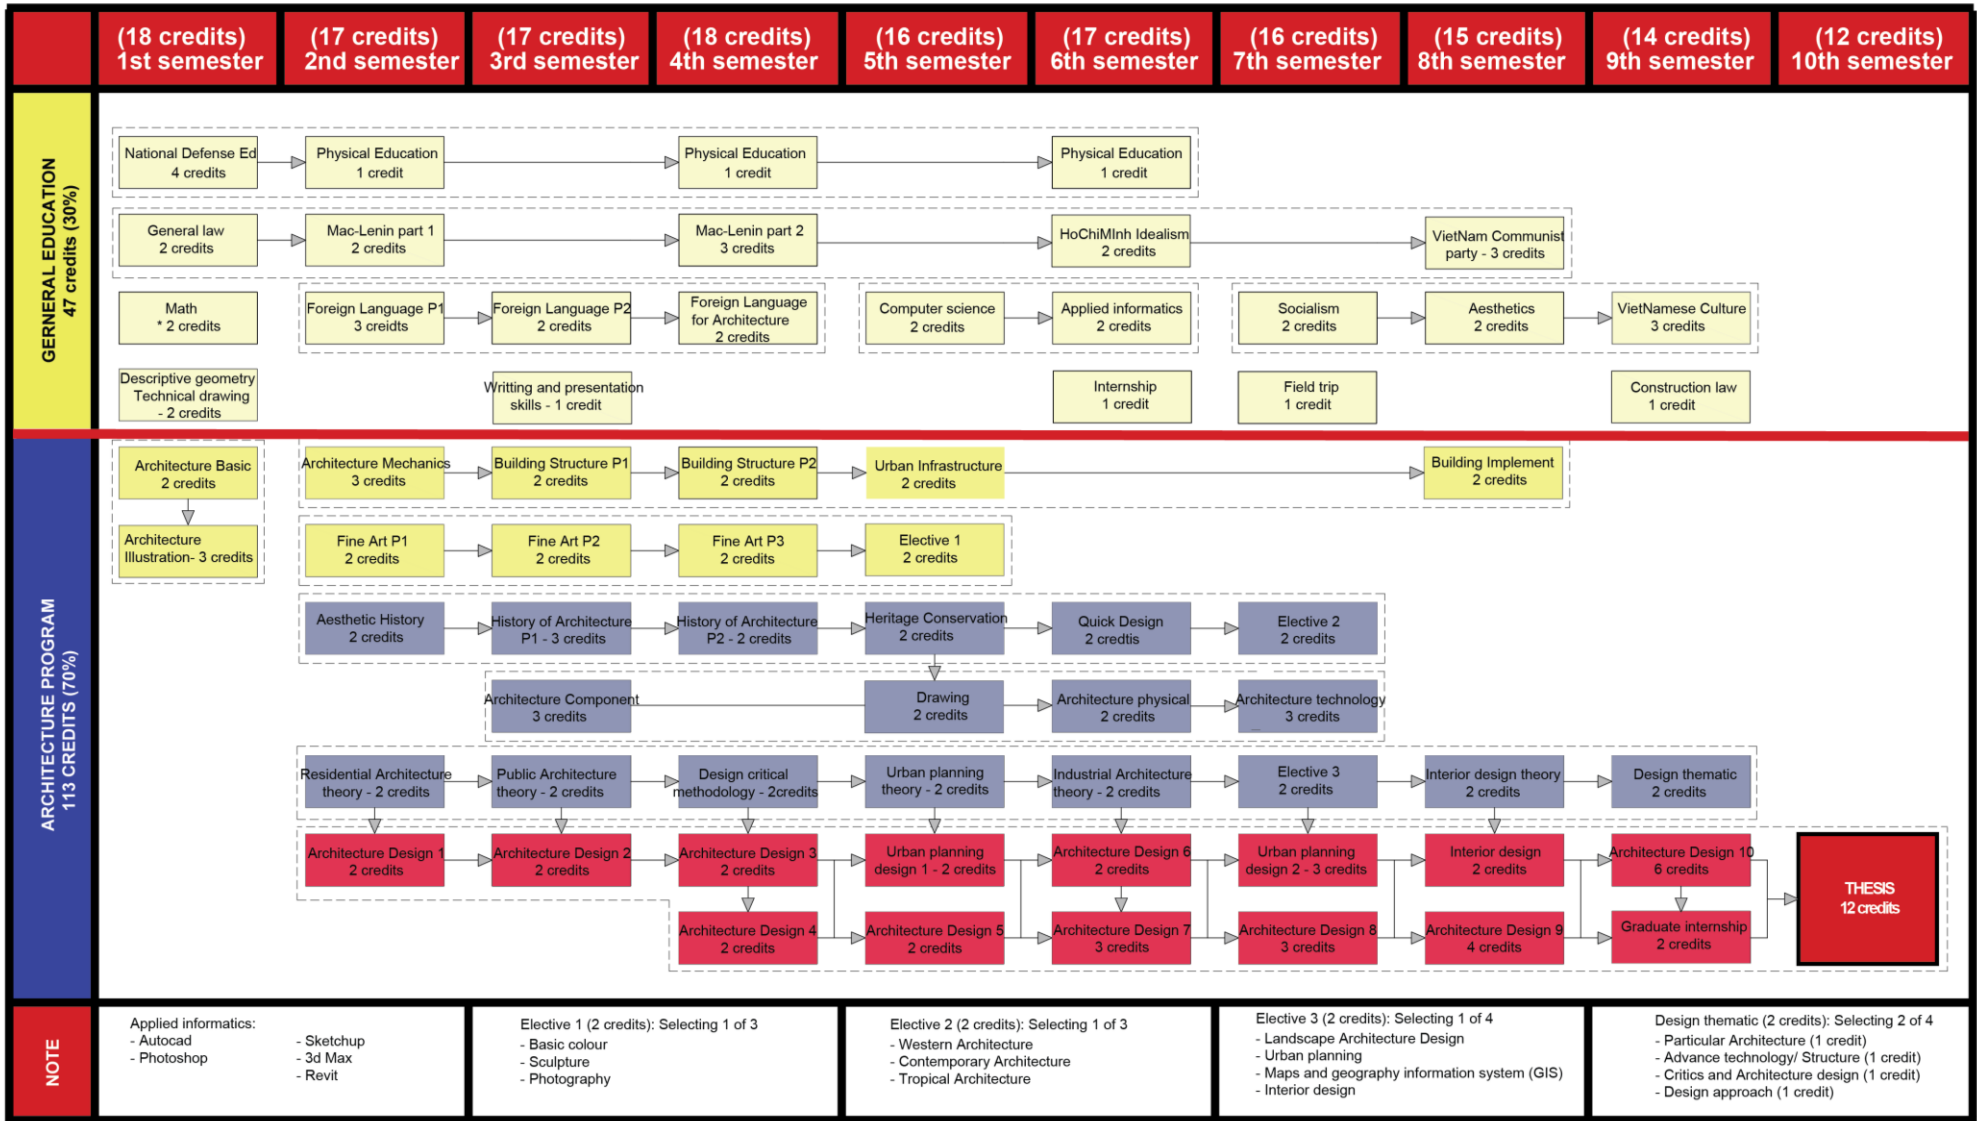 (18 credits)
1st semester
(17 credits)
2nd semester
(17 credits)
3rd semester
(18 credits)
4th semester
(16 credits)
5th semester
(17 credits)
6th semester
(16 credits)
7th semester
(15 credits)
8th semester
(14 credits)
9th semester
(12 credits)
10th semester
GERNERAL EDUCATION
47 credits (30%)
National Defense Ed
4 credits
Physical Education
1 credit
Physical Education
1 credit
Physical Education
1 credit
General law
2 credits
Mac-Lenin part 1
2 credits
Mac-Lenin part 2
3 credits
HoChiMInh Idealism
2 credits
VietNam Communist
party - 3 credits
Math
* 2 credits
Foreign Language P1
3 creidts
Foreign Language P2
2 credits
Foreign Language
for Architecture
2 credits
Computer science
2 credits
Applied informatics
2 credits
Socialism
2 credits
Aesthetics
2 credits
VietNamese Culture
3 credits
Descriptive geometry
Technical drawing
- 2 credits
Writting and presentation
skills - 1 credit
Internship
1 credit
Field trip
1 credit
Construction law
1 credit
ARCHITECTURE PROGRAM
113 CREDITS (70%)
Architecture Basic
2 credits
Architecture Mechanics
3 credits
Building Structure P1
2 credits
Building Structure P2
2 credits
Urban Infrastructure
2 credits
Building Implement
2 credits
Architecture
Illustration- 3 credits
Fine Art P1
2 credits
Fine Art P2
2 credits
Fine Art P3
2 credits
Elective 1
2 credits
Aesthetic History
2 credits
History of Architecture
P1 - 3 credits
History of Architecture
P2 - 2 credits
Heritage Conservation
2 credits
Quick Design
2 credtis
Elective 2
2 credits
Architecture Component
3 credits
Drawing
2 credits
Architecture physical
2 credits
Architecture technology
3 credits
Residential Architecture
theory - 2 credits
Public Architecture
theory - 2 credits
Design critical
methodology - 2credits
Urban planning
theory - 2 credits
Industrial Architecture
theory - 2 credits
Elective 3
2 credits
Interior design theory
2 credits
Design thematic
2 credits
Architecture Design 1
2 credits
Architecture Design 2
2 credits
Architecture Design 3
2 credits
Urban planning
design 1 - 2 credits
Architecture Design 6
2 credits
Urban planning
design 2 - 3 credits
Interior design
2 credits
Architecture Design 10
6 credits
THESIS
12 credits
Architecture Design 4
2 credits
Architecture Design 5
2 credits
Architecture Design 7
3 credits
Architecture Design 8
3 credits
Architecture Design 9
4 credits
Graduate internship
2 credits
NOTE
Applied informatics:
- Autocad
- Photoshop
- Sketchup
- 3d Max
- Revit
Elective 1 (2 credits): Selecting 1 of 3
- Basic colour
- Sculpture
- Photography
Elective 2 (2 credits): Selecting 1 of 3
- Western Architecture
- Contemporary Architecture
- Tropical Architecture
Elective 3 (2 credits): Selecting 1 of 4
- Landscape Architecture Design
- Urban planning
- Maps and geography information system (GIS)
- Interior design
Design thematic (2 credits): Selecting 2 of 4
- Particular Architecture (1 credit)
- Advance technology/ Structure (1 credit)
- Critics and Architecture design (1 credit)
- Design approach (1 credit)